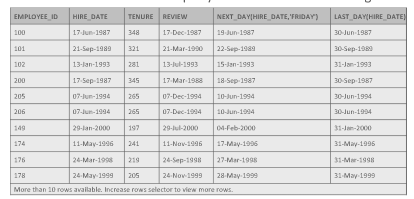 EMPLOYEE_ID HIRE_DATE TENURE REVIEW NEXT_DAY(HIRE_DATE,'FRIDAY') LAST_DAY(HIRE_DATE)
100 17-Jun-1987 348 17-Dec-1987 19-Jun-1987 30-Jun-1987
101 21-Sep-1989 321 21-Mar-1990 22-Sep-1989 30-Sep-1989
102 13-Jan-1993 281 13-Jul-1993 15-Jan-1993 31-Jan-1993
200 17-Sep-1987 345 17-Mar-1988 18-Sep-1987 30-Sep-1987
205 07-Jun-1994 265 07-Dec-1994 10-Jun-1994 30-Jun-1994
206 07-Jun-1994 265 07-Dec-1994 10-Jun-1994 30-Jun-1994
149 29-Jan-2000 197 29-Jul-2000 04-Feb-2000 31-Jan-2000
174 11-May-1996 241 11-Nov-1996 17-May-1996 31-May-1996
176 24-Mar-1998 219 24-Sep-1998 27-Mar-1998 31-Mar-1998
178 24-May-1999 205 24-Nov-1999 28-May-1999 31-May-1999
More than 10 rows available. Increase rows selector to view more rows.